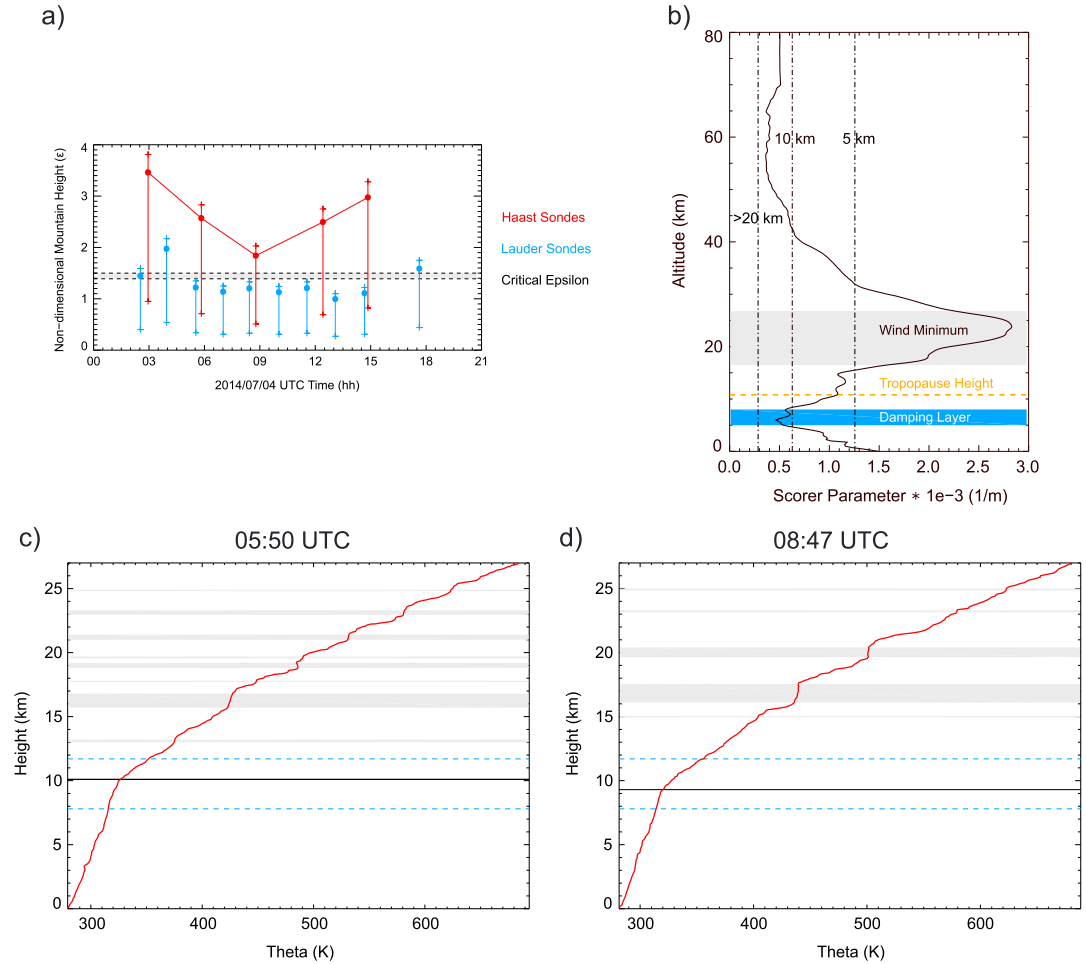 a)
Non−dimensional Mountain Height (ε)
4
3
2
1
0
00 03 06 09 12 15 18 21
2014/07/04 UTC Time (hh)
Haast Sondes
Lauder Sondes
Critical Epsilon
b)
Altitude (km)
80
60
40
20
0
10 km
5 km
>20 km
Wind Minimum
Tropopause Height
Damping Layer
0.0 0.5 1.0 1.5 2.0 2.5 3.0
Scorer Parameter ∗ 1e−3 (1/m)
c)
05:50 UTC
Height (km)
25
20
15
10
5
0
300 400 500 600
Theta (K)
d)
08:47 UTC
Height (km)
25
20
15
10
5
0
300 400 500 600
Theta (K)